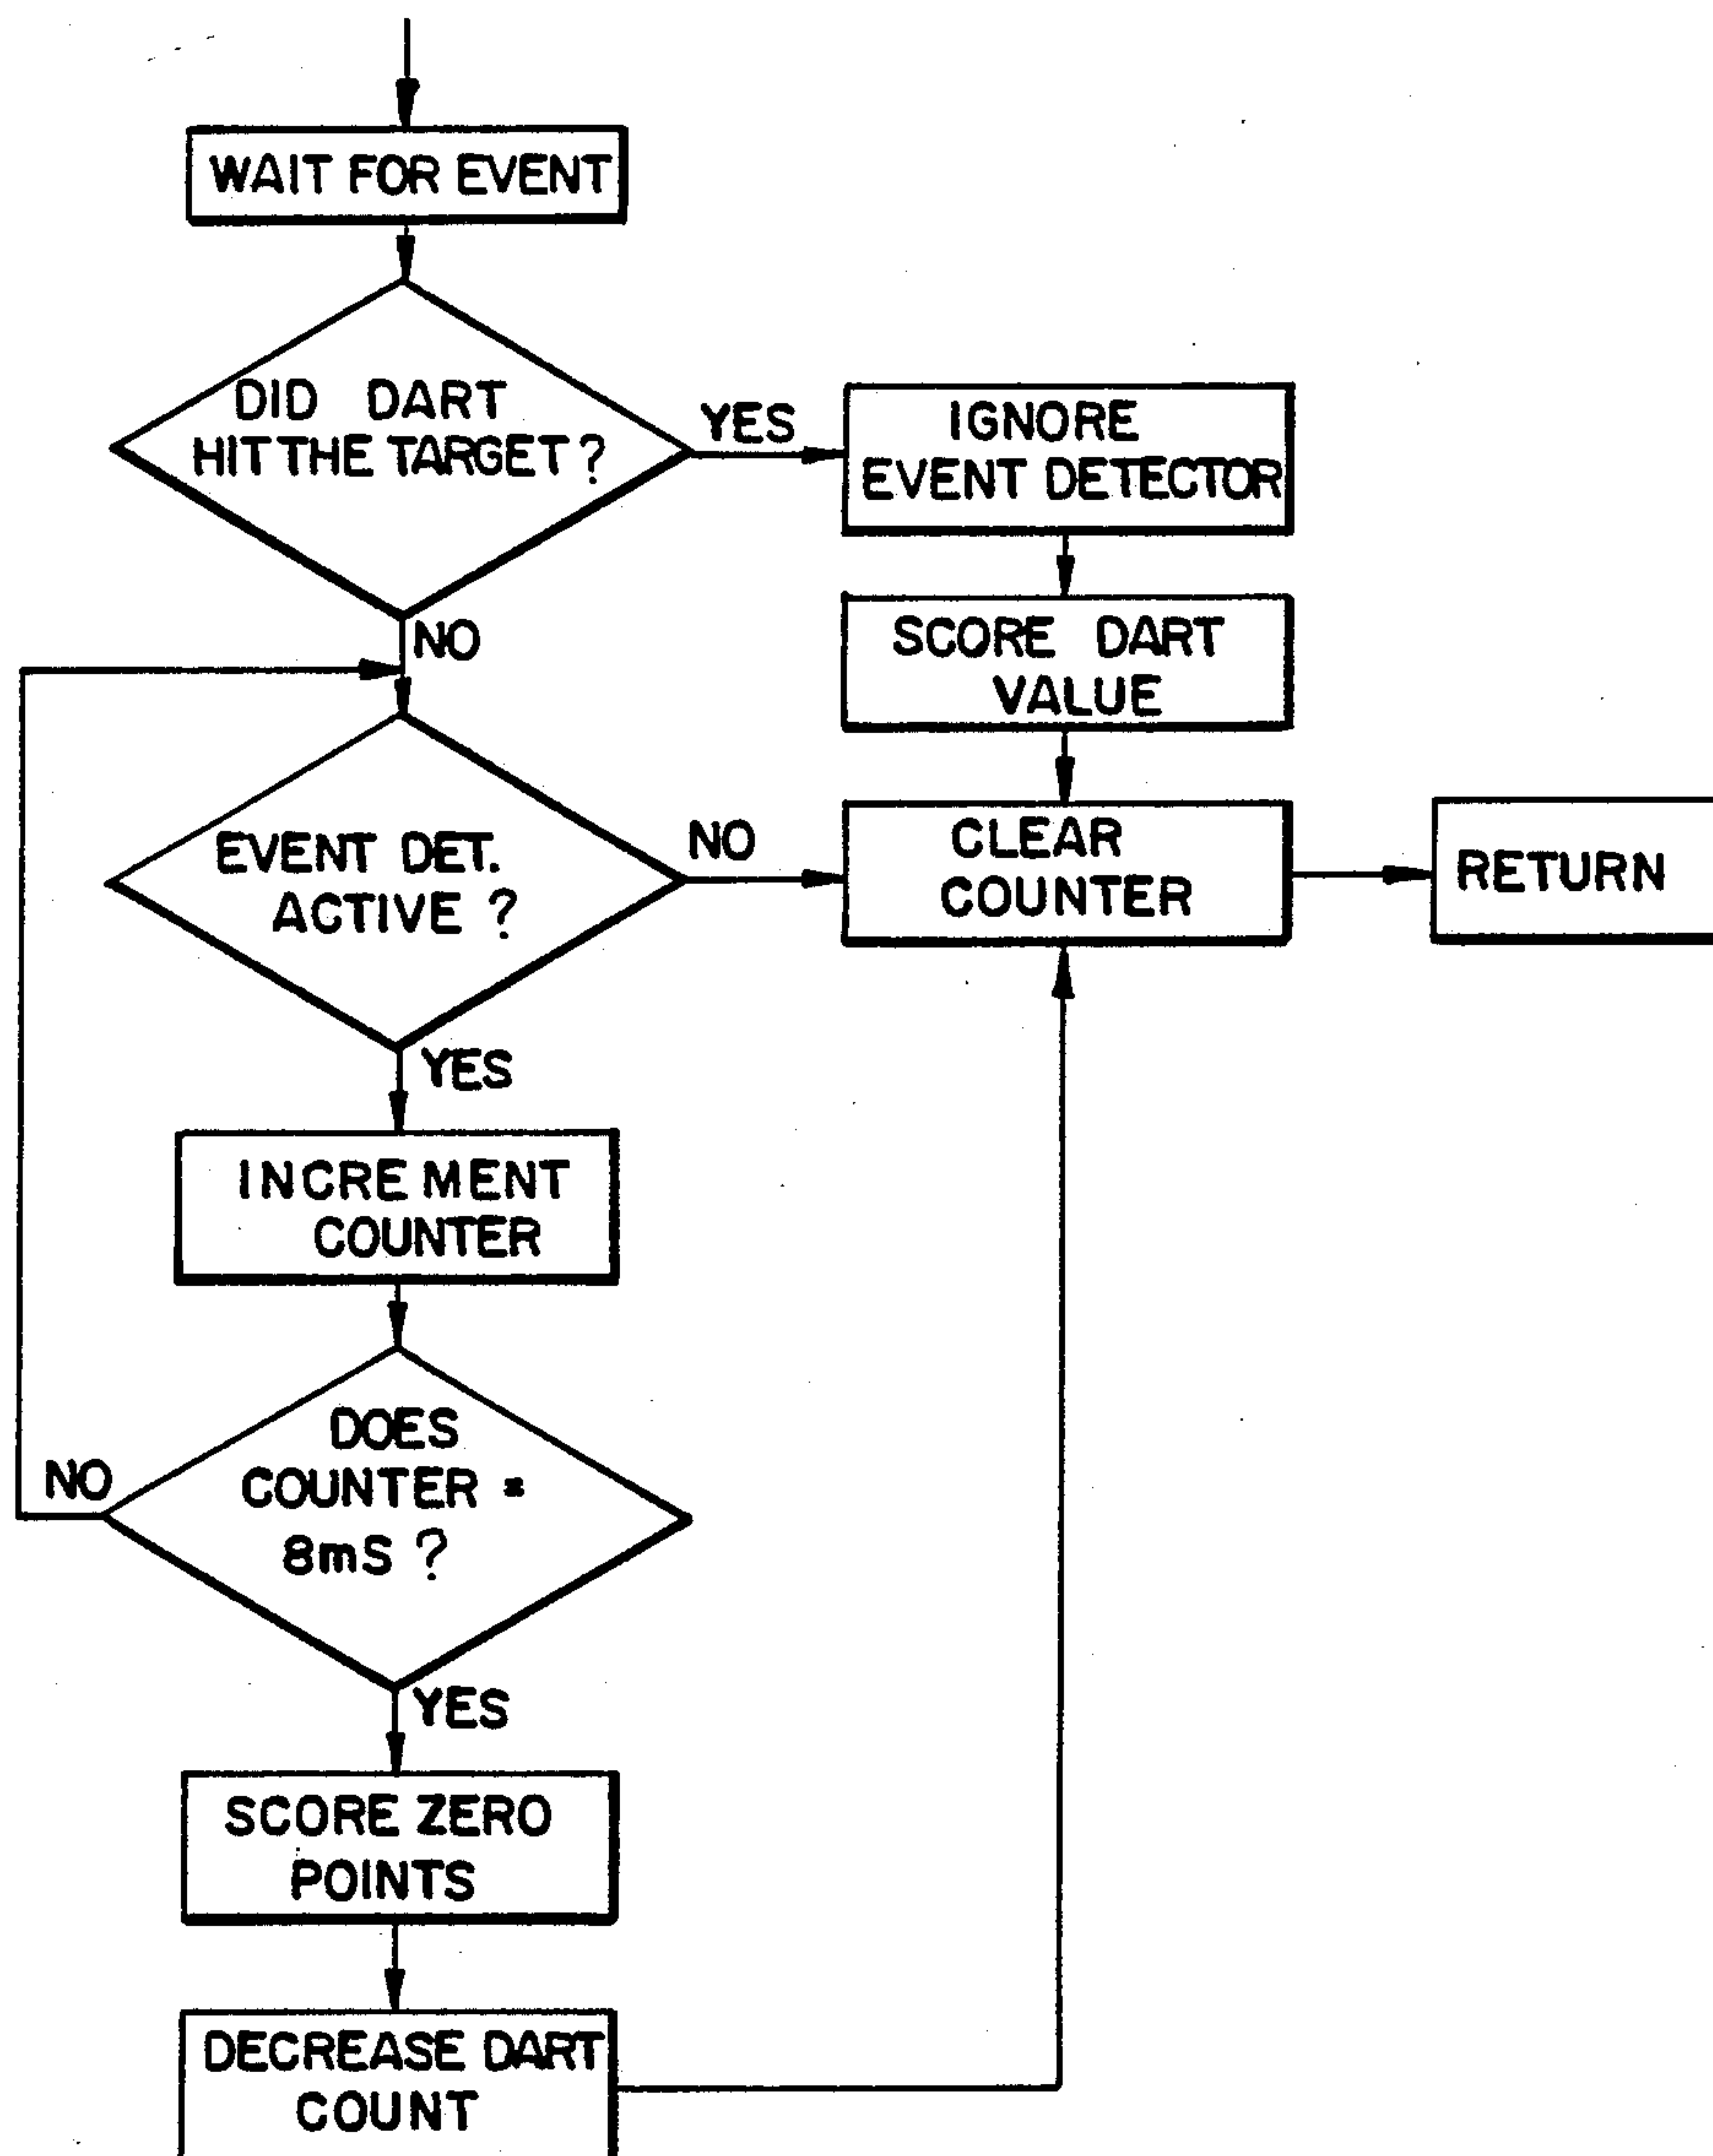 WAIT FOR EVENT
DID DART
HIT THE TARGET?
YES
IGNORE
EVENT DETECTOR
NO
SCORE DART
VALUE
EVENT DET.
ACTIVE?
NO
CLEAR
COUNTER
RETURN
YES
INCREMENT
COUNTER
DOES
COUNTER =
8mS?
NO
YES
SCORE ZERO
POINTS
DECREASE DART
COUNT